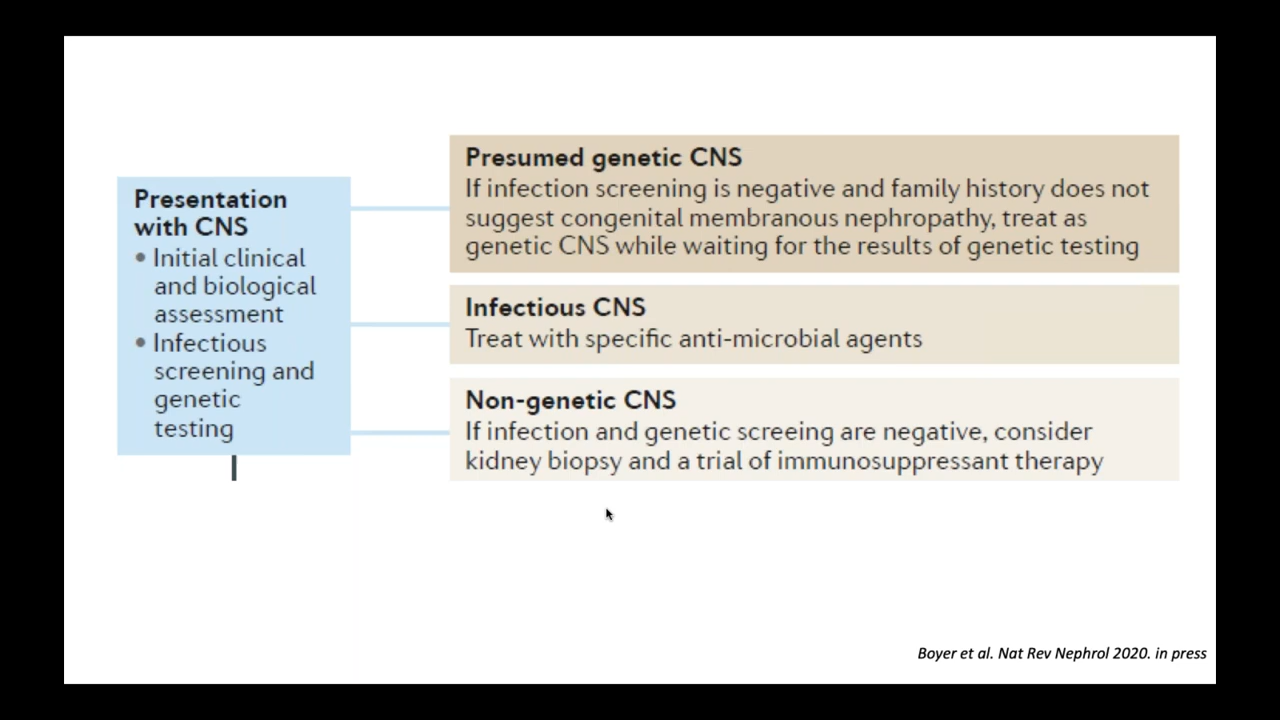 Presentation
with CNS
• Initial clinical
and biological
assessment
• Infectious
screening and
genetic
testing
Presumed genetic CNS
If infection screening is negative and family history does not
suggest congenital membranous nephropathy, treat as
genetic CNS while waiting for the results of genetic testing
Infectious CNS
Treat with specific anti-microbial agents
Non-genetic CNS
If infection and genetic screeing are negative, consider
kidney biopsy and a trial of immunosuppressant therapy
Boyer et al. Nat Rev Nephrol 2020. in press